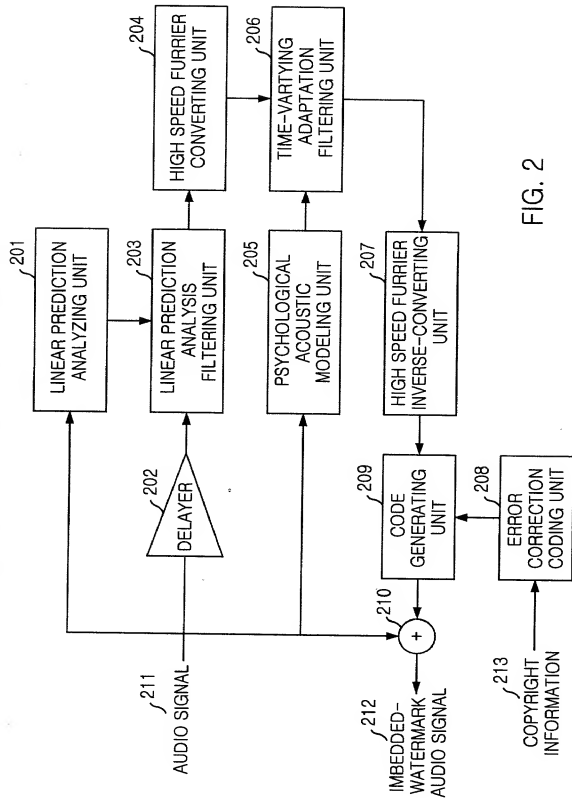 201
LINEAR PREDICTION
ANALYZING UNIT
204
HIGH SPEED FURRIER
CONVERTING UNIT
211
AUDIO SIGNAL
202
DELAYER
203
LINEAR PREDICTION
ANALYSIS
FILTERING UNIT
206
TIME-VARTYING
ADAPTATION
FILTERING UNIT
205
PSYCHOLOGICAL
ACOUSTIC
MODELING UNIT
212
IMBEDDED-
WATERMARK
AUDIO SIGNAL
210
+
209
CODE
GENERATING
UNIT
207
HIGH SPEED FURRIER
INVERSE-CONVERTING
UNIT
213
COPYRIGHT
INFORMATION
208
ERROR
CORRECTION
CODING UNIT
FIG. 2